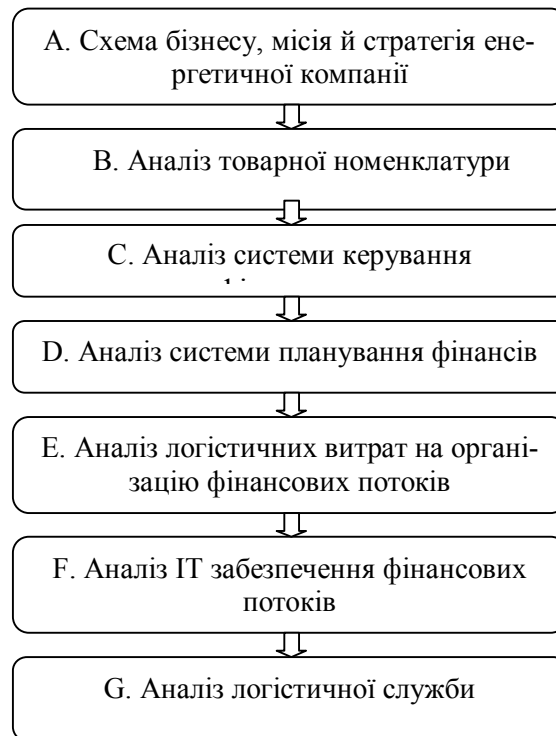 А. Схема бізнесу, місія й стратегія ене-
ргетичної компанії
В. Аналіз товарної номенклатури
С. Аналіз системи керування
D. Аналіз системи планування фінансів
Е. Аналіз логістичних витрат на органі-
зацію фінансових потоків
F. Аналіз ІТ забезпечення фінансових
потоків
G. Аналіз логістичної служби